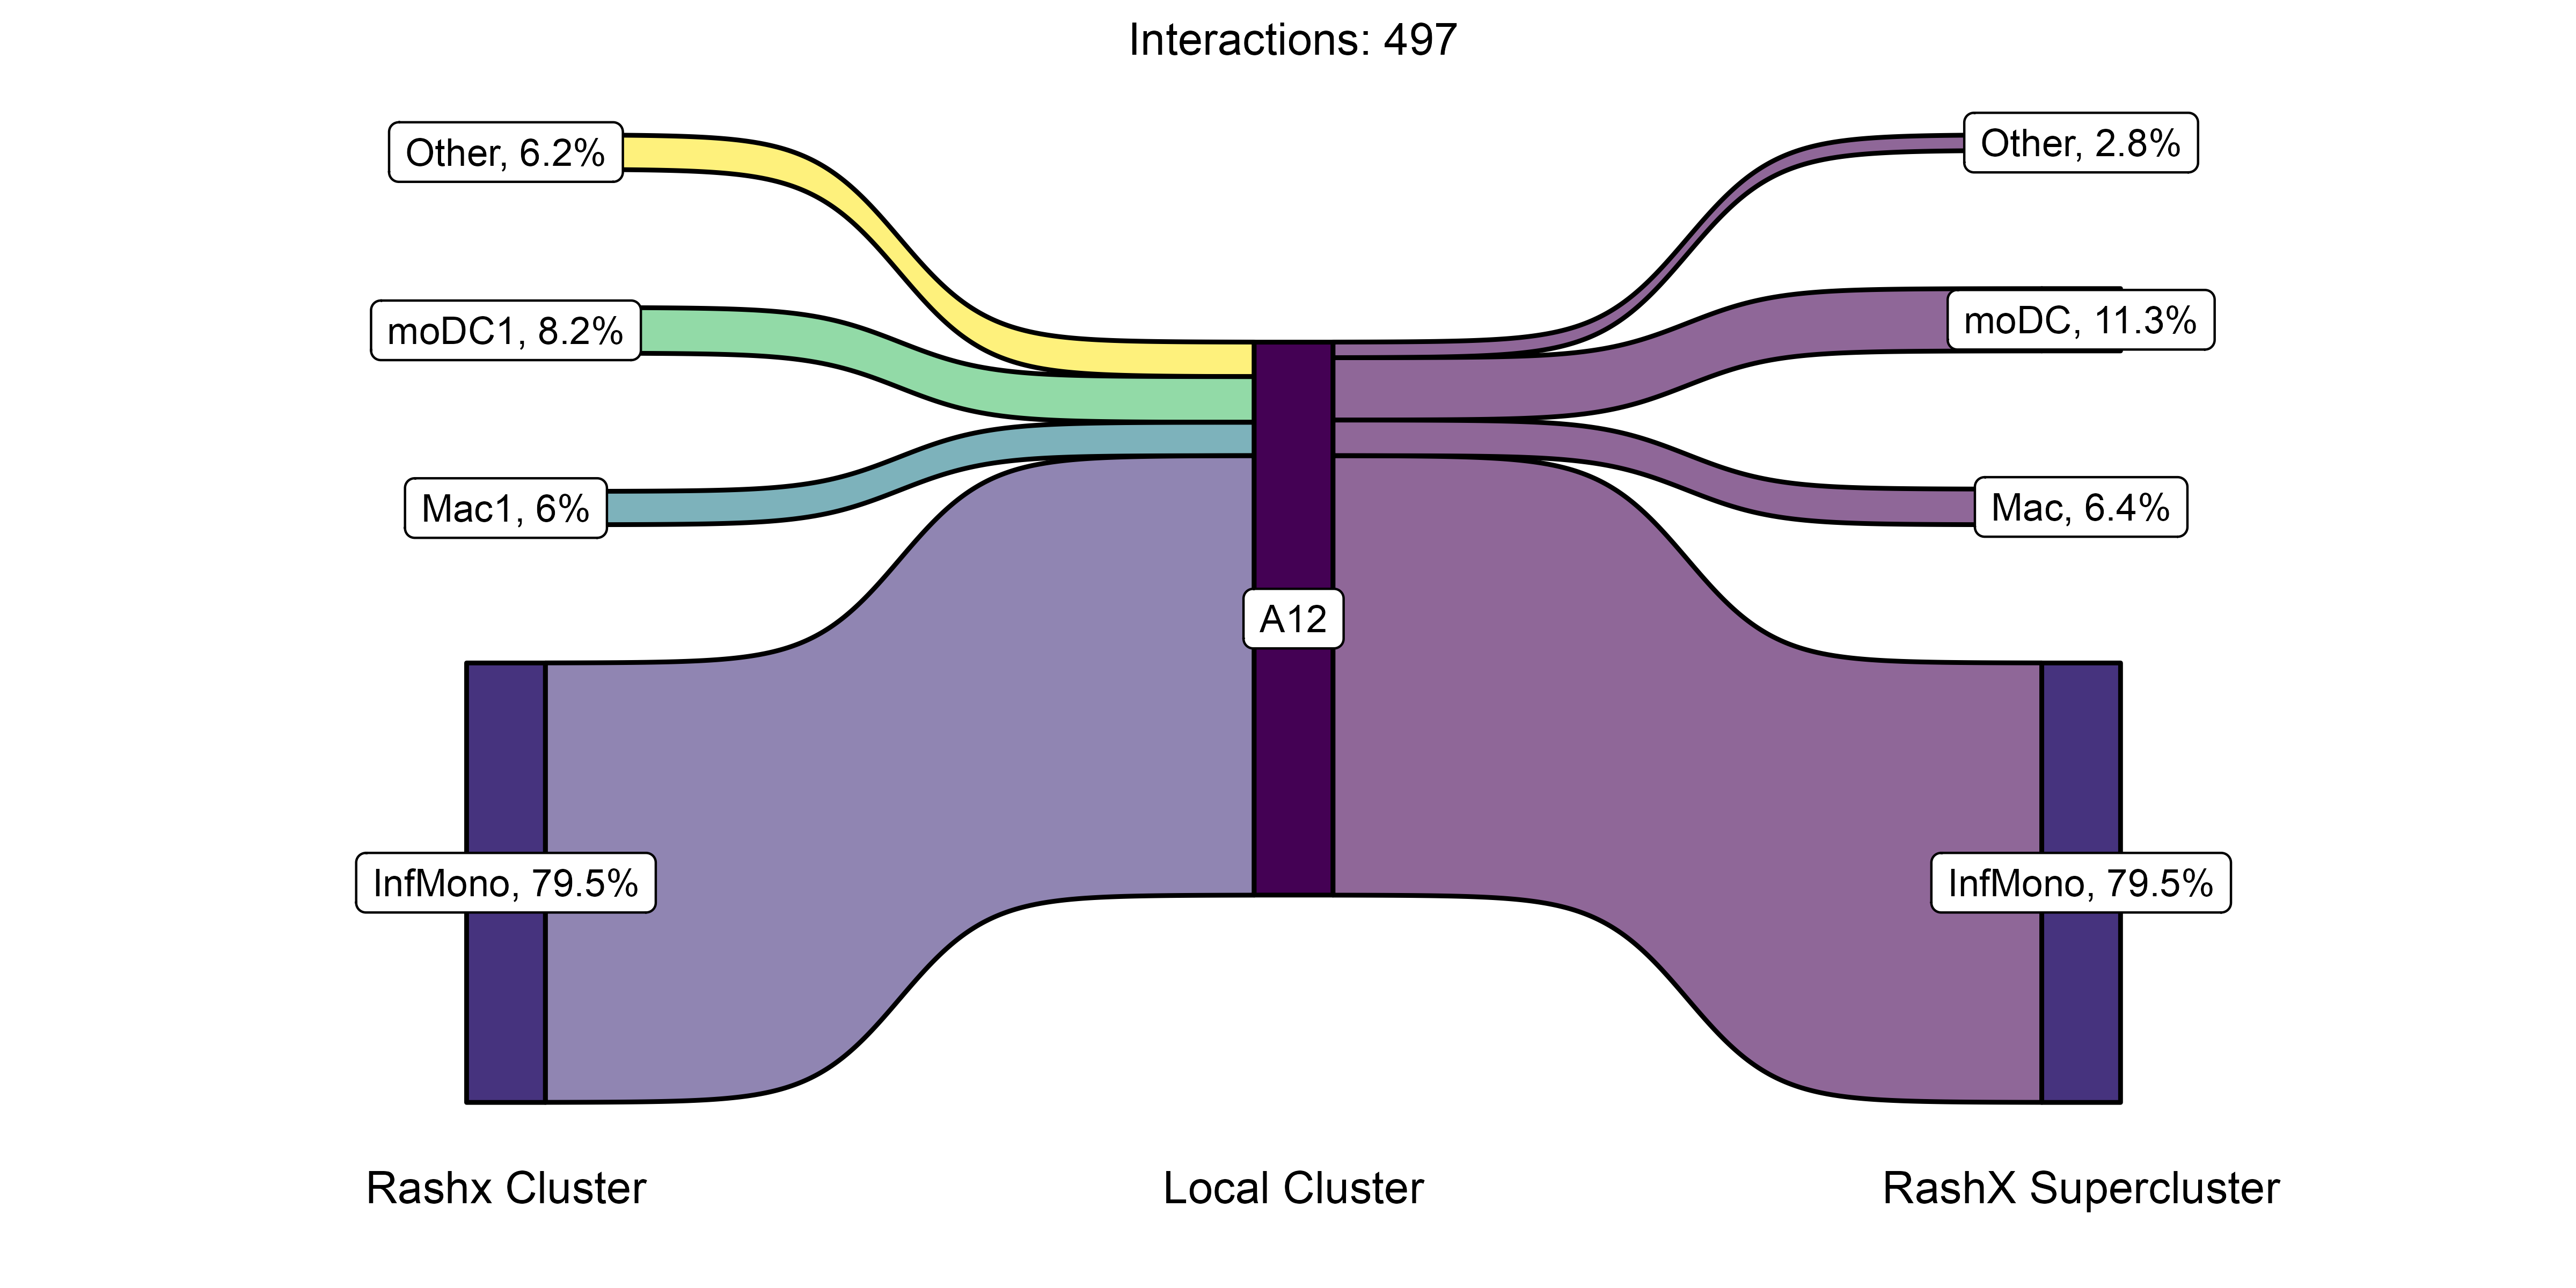 Interactions: 497
Other, 6.2%
Other, 2.8%
moDC1, 8.2%
moDC, 11.3%
Mac1, 6%
Mac, 6.4%
A12
InfMono, 79.5%
InfMono, 79.5%
Rashx Cluster
Local Cluster
RashX Supercluster